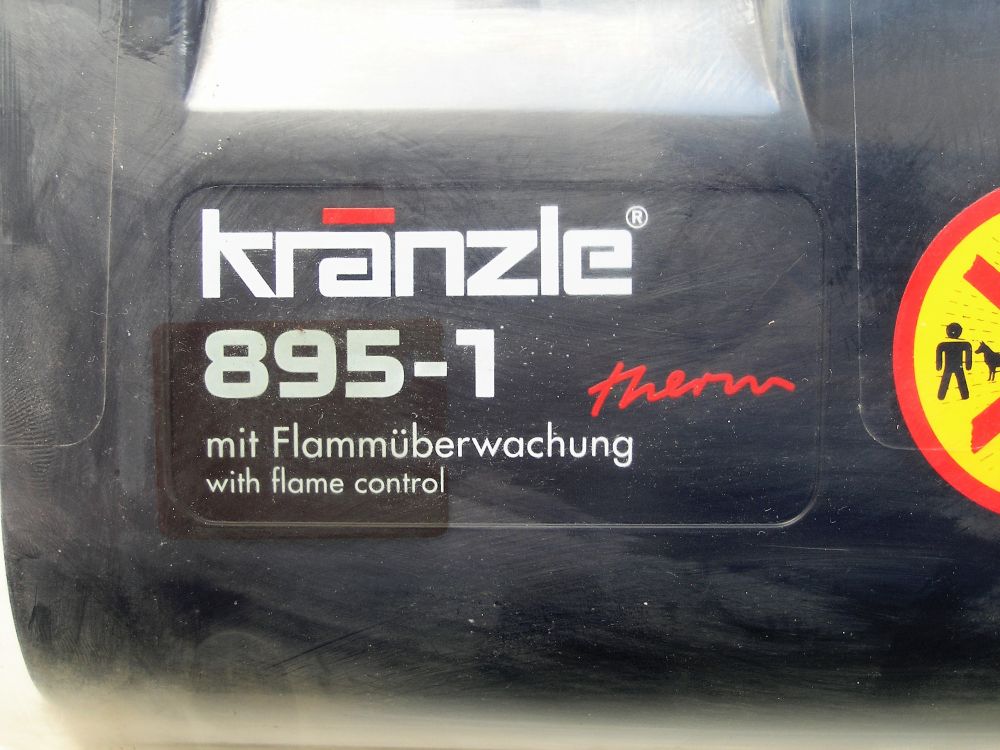 kränzle®
895-1
therm
mit Flammüberwachung
with flame control